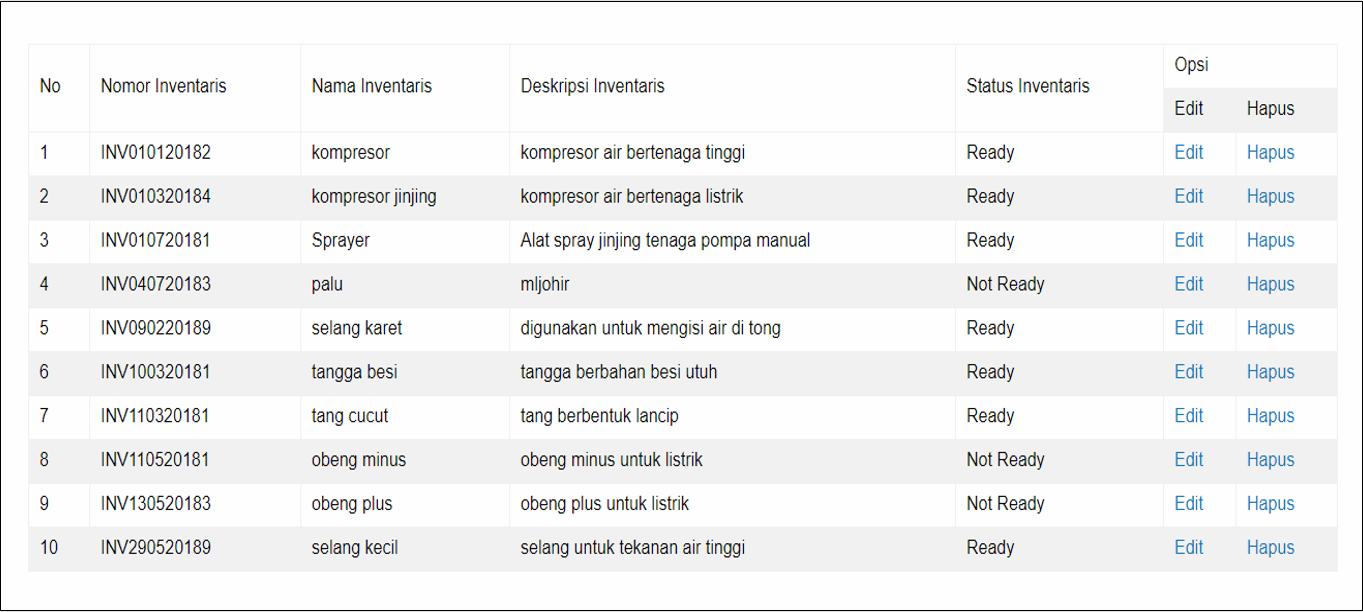 No Nomor Inventaris Nama Inventaris Deskripsi Inventaris Status Inventaris Opsi
Edit Hapus
1 INV010120182 kompresor kompresor air bertenaga tinggi Ready Edit Hapus
2 INV010320184 kompresor jinjing kompresor air bertenaga listrik Ready Edit Hapus
3 INV010720181 Sprayer Alat spray jinjing tenaga pompa manual Ready Edit Hapus
4 INV040720183 palu mljohir Not Ready Edit Hapus
5 INV090220189 selang karet digunakan untuk mengisi air di tong Ready Edit Hapus
6 INV100320181 tangga besi tangga berbahan besi utuh Ready Edit Hapus
7 INV110320181 tang cucut tang berbentuk lancip Ready Edit Hapus
8 INV110520181 obeng minus obeng minus untuk listrik Not Ready Edit Hapus
9 INV130520183 obeng plus obeng plus untuk listrik Not Ready Edit Hapus
10 INV290520189 selang kecil selang untuk tekanan air tinggi Ready Edit Hapus